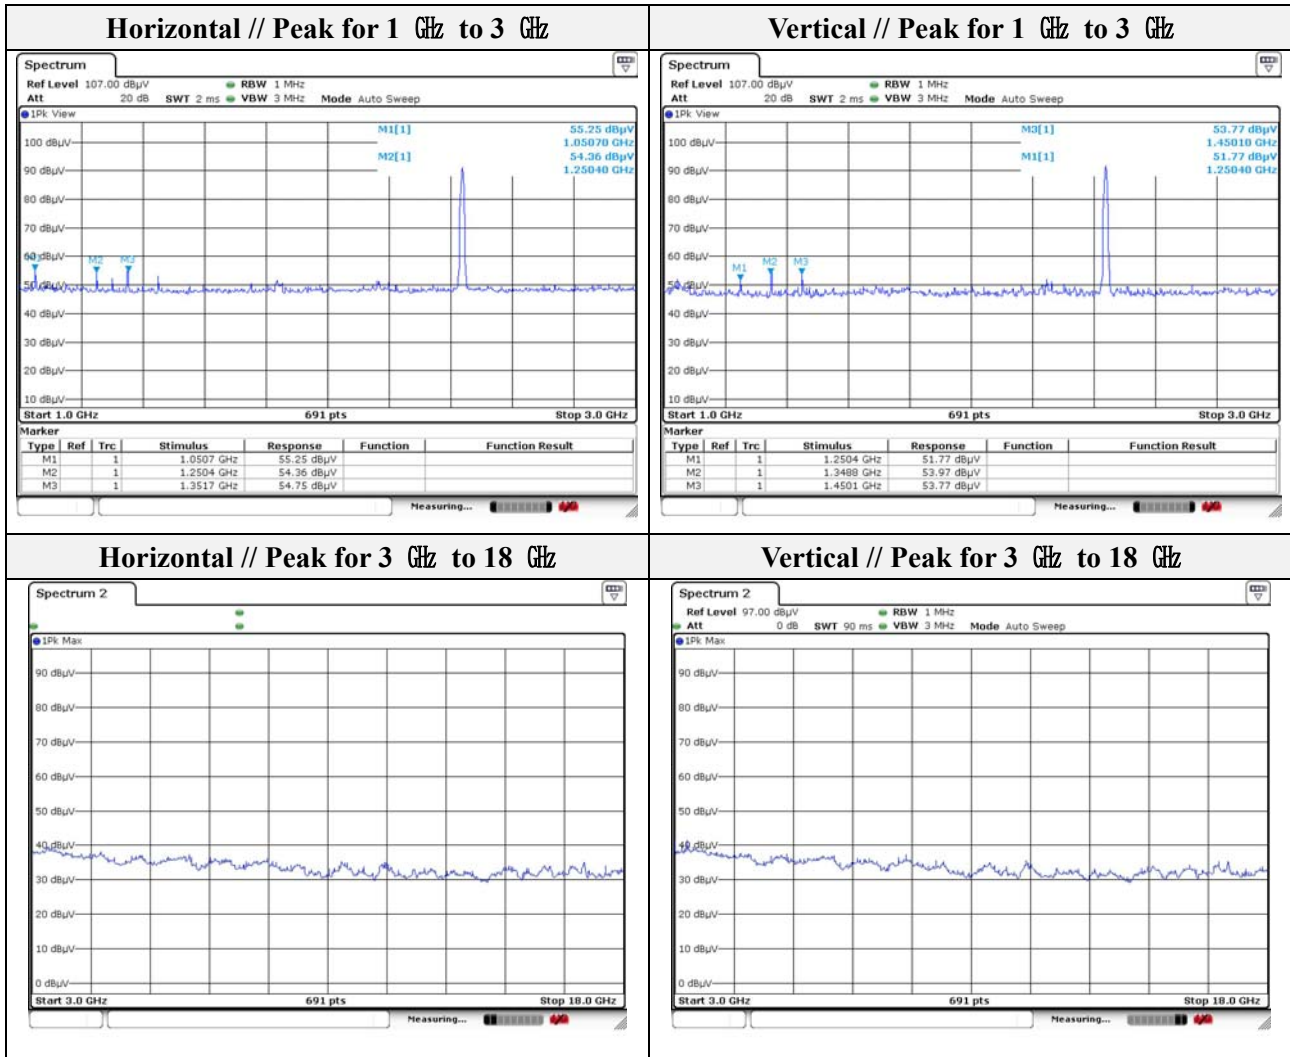 Horizontal // Peak for 1 ㎓ to 3 ㎓
Spectrum
Ref Level 107.00 dBµV RBW 1 MHz
Att 20 dB SWT 2 ms VBW 3 MHz Mode Auto Sweep
1Pk View
M1[1] 55.25 dBµV
1.05070 GHz
M2[1] 54.36 dBµV
1.25040 GHz
100 dBµV
90 dBµV
80 dBµV
70 dBµV
60 dBµV
M1 M2 M3
50 dBµV
40 dBµV
30 dBµV
20 dBµV
10 dBµV
Start 1.0 GHz 691 pts Stop 3.0 GHz
Marker
Type Ref Trc Stimulus Response Function Function Result
M1 1 1.0507 GHz 55.25 dBµV
M2 1 1.2504 GHz 54.36 dBµV
M3 1 1.3517 GHz 54.75 dBµV
Measuring...
Vertical // Peak for 1 ㎓ to 3 ㎓
Spectrum
Ref Level 107.00 dBµV RBW 1 MHz
Att 20 dB SWT 2 ms VBW 3 MHz Mode Auto Sweep
1Pk View
M3[1] 53.77 dBµV
1.45010 GHz
M1[1] 51.77 dBµV
1.25040 GHz
100 dBµV
90 dBµV
80 dBµV
70 dBµV
60 dBµV
M1 M2 M3
50 dBµV
40 dBµV
30 dBµV
20 dBµV
10 dBµV
Start 1.0 GHz 691 pts Stop 3.0 GHz
Marker
Type Ref Trc Stimulus Response Function Function Result
M1 1 1.2504 GHz 51.77 dBµV
M2 1 1.3488 GHz 53.97 dBµV
M3 1 1.4501 GHz 53.77 dBµV
Measuring...
Horizontal // Peak for 3 ㎓ to 18 ㎓
Spectrum 2
1Pk Max
90 dBµV
80 dBµV
70 dBµV
60 dBµV
50 dBµV
40 dBµV
30 dBµV
20 dBµV
10 dBµV
0 dBµV
Start 3.0 GHz 691 pts Stop 18.0 GHz
Measuring...
Vertical // Peak for 3 ㎓ to 18 ㎓
Spectrum 2
Ref Level 97.00 dBµV RBW 1 MHz
Att 0 dB SWT 90 ms VBW 3 MHz Mode Auto Sweep
1Pk Max
90 dBµV
80 dBµV
70 dBµV
60 dBµV
50 dBµV
40 dBµV
30 dBµV
20 dBµV
10 dBµV
0 dBµV
Start 3.0 GHz 691 pts Stop 18.0 GHz
Measuring...